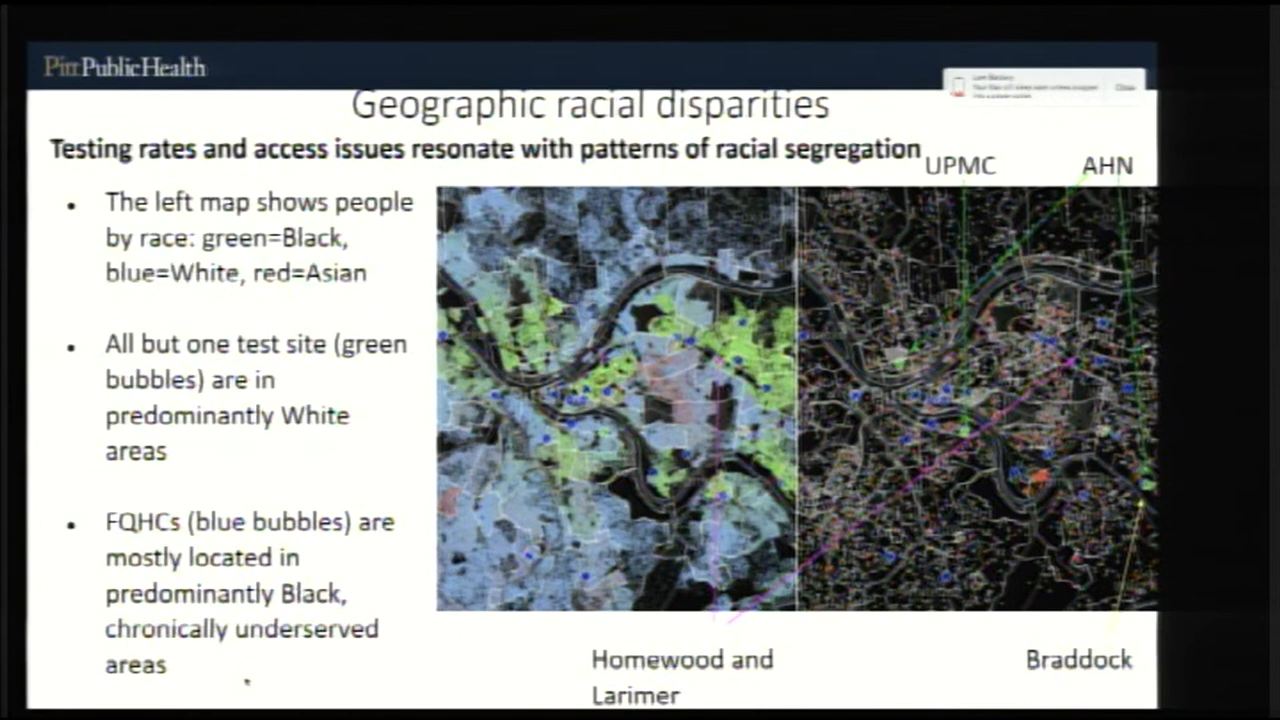 PittPublicHealth
Low Battery
Close
Geographic racial disparities
Testing rates and access issues resonate with patterns of racial segregation
UPMC
AHN
The left map shows people
by race: green=Black,
blue=White, red=Asian
All but one test site (green
bubbles) are in
predominantly White
areas
FQHCs (blue bubbles) are
mostly located in
predominantly Black,
chronically underserved
areas
Homewood and
Larimer
Braddock